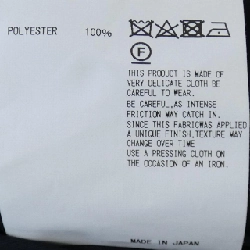 POLYESTER 100%
F
THIS PRODUCT IS MADE OF
VERY DELICATE CLOTH BE
CAREFUL TO WEAR.
BE CAREFUL,AS INTENSE
FRICTION MAY CATCH IN.
SINCE THIS FABRICWAS APPLIED
A UNIQUE FINISH,TEXTURE MAY
CHANGE OVER TIME
USE A PRESSING CLOTH ON
THE OCCASION OF AN IRON.
MADE IN JAPAN